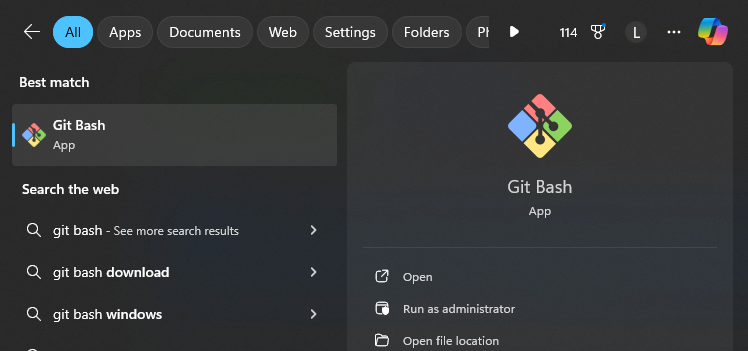 All Apps Documents Web Settings Folders 114 L
Best match
Git Bash
App
Search the web
git bash - See more search results
git bash download
git bash windows
Git Bash
App
Open
Run as administrator
Open file location